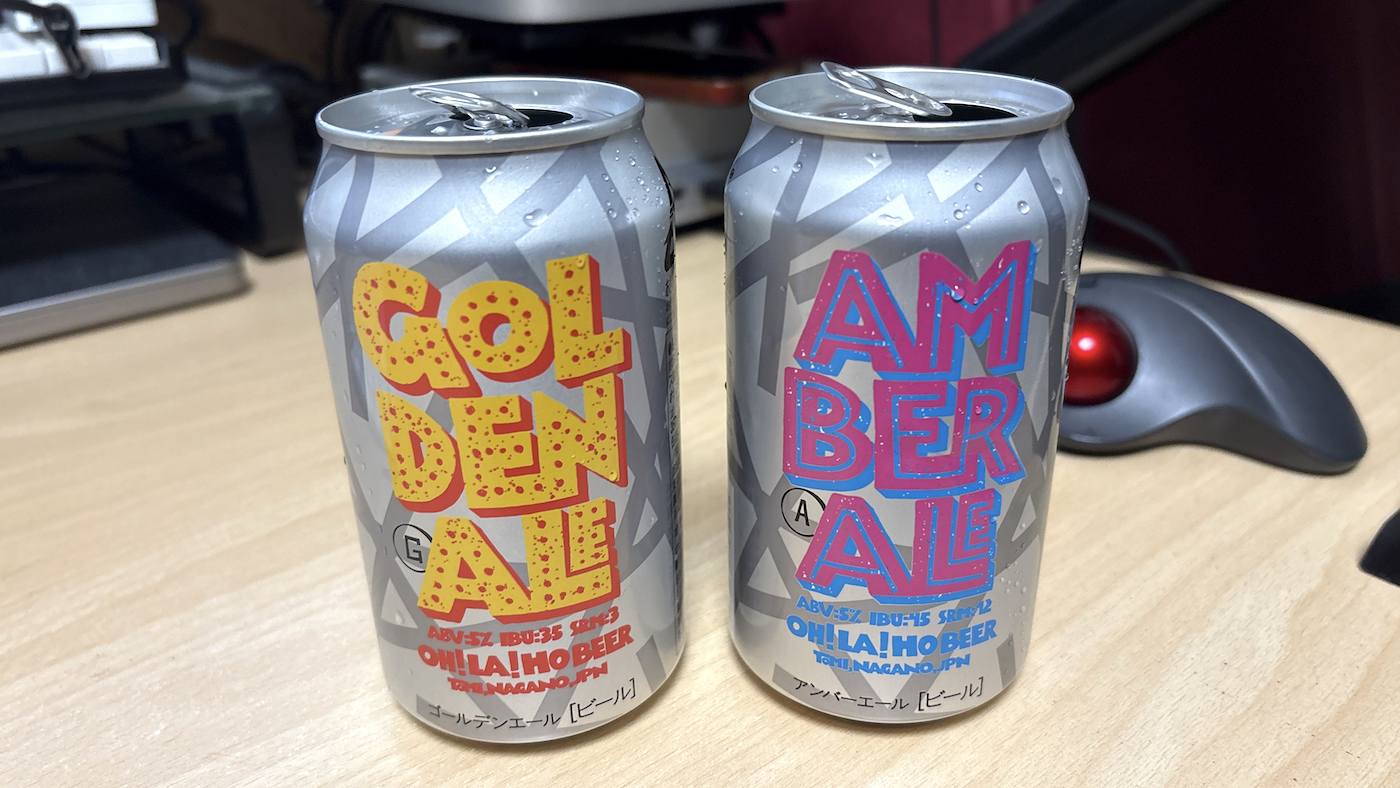 GOL
DEN
ALE
G
ABV:5% IBU:35 SRM:3
OH!LA!HO BEER
TOMI,NAGANO,JPN
ゴールデンエール [ビール]
AM
BER
ALE
A
ABV:5% IBU:45 SRM:12
OH!LA!HO BEER
TOMI,NAGANO,JPN
アンバーエール [ビール]